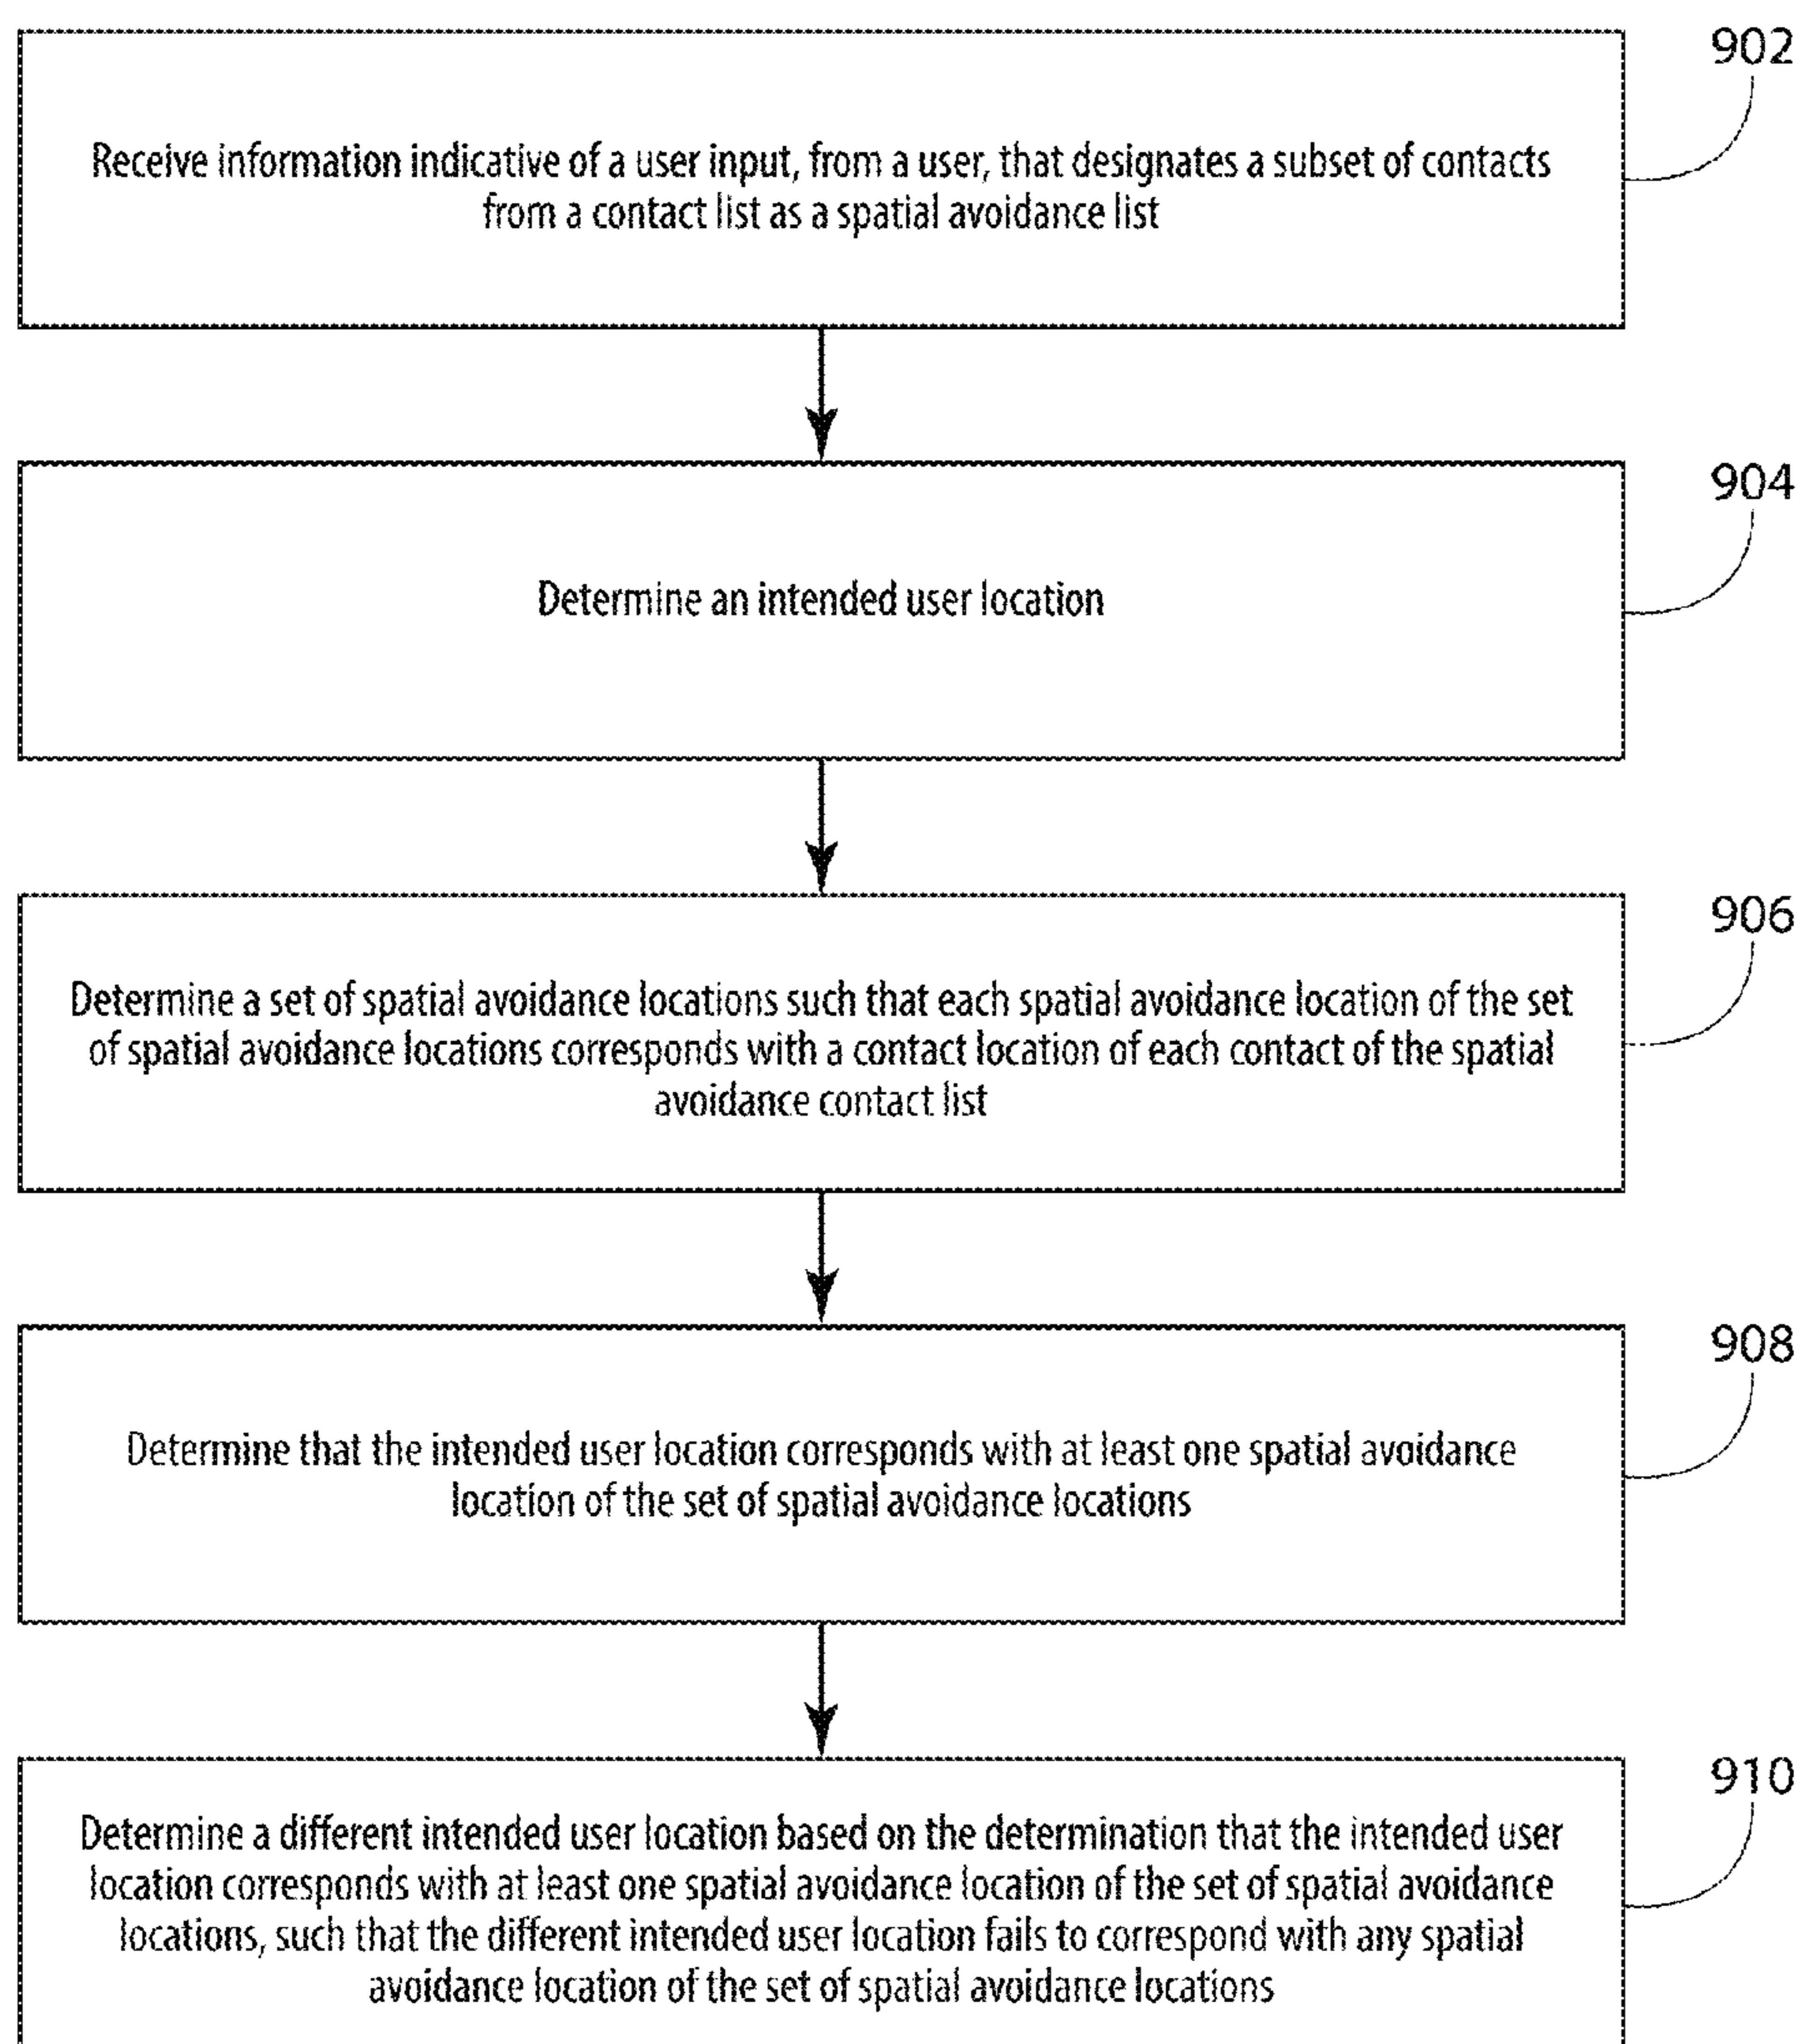 902
Receive information indicative of a user input, from a user, that designates a subset of contacts
from a contact list as a spatial avoidance list
904
Determine an intended user location
906
Determine a set of spatial avoidance locations such that each spatial avoidance location of the set
of spatial avoidance locations corresponds with a contact location of each contact of the spatial
avoidance contact list
908
Determine that the intended user location corresponds with at least one spatial avoidance
location of the set of spatial avoidance locations
910
Determine a different intended user location based on the determination that the intended user
location corresponds with at least one spatial avoidance location of the set of spatial avoidance
locations, such that the different intended user location fails to correspond with any spatial
avoidance location of the set of spatial avoidance locations